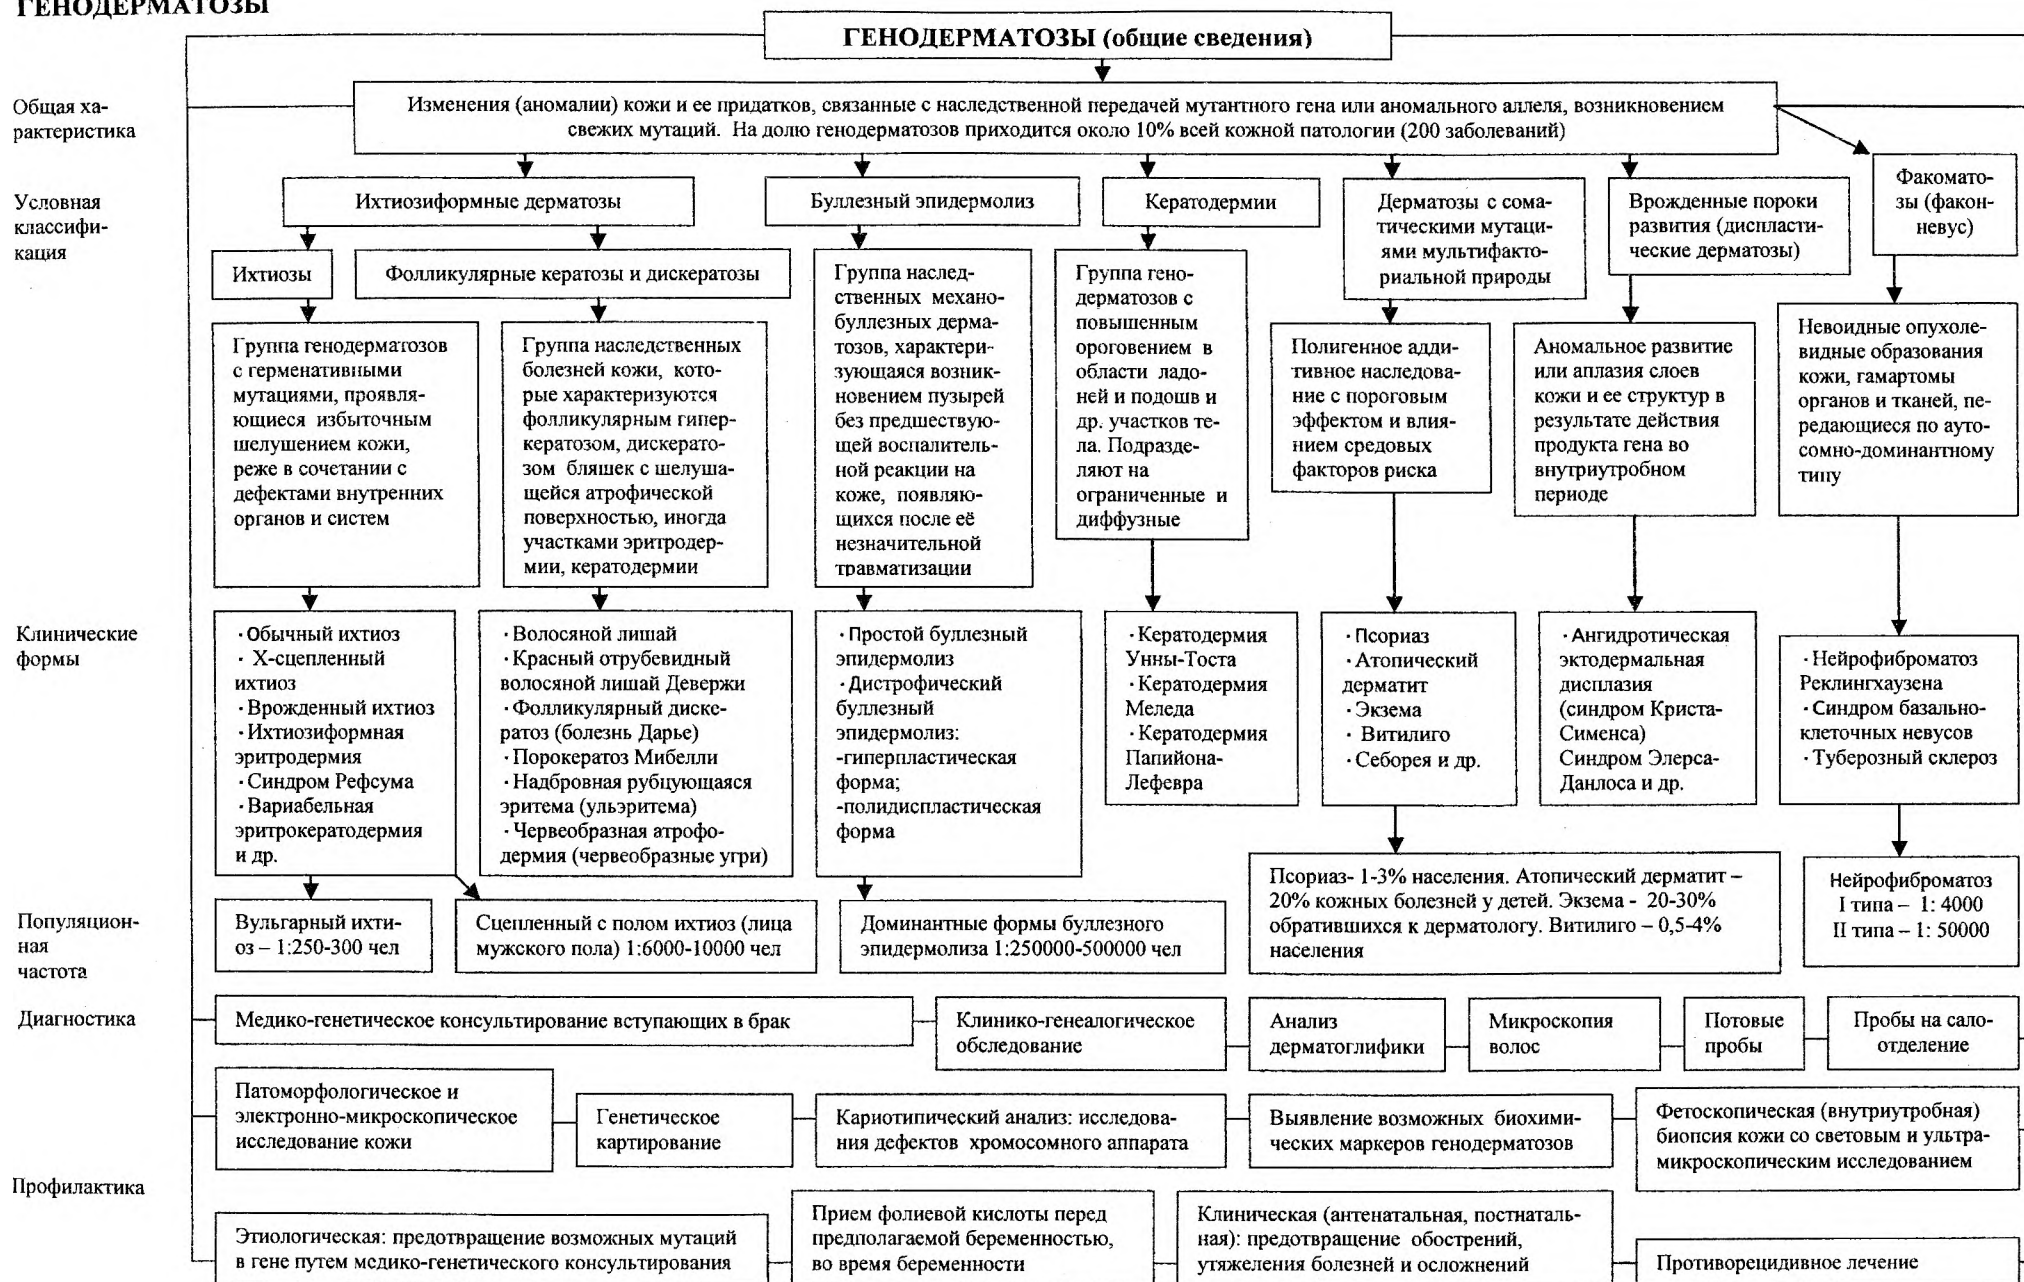 ГЕНОДЕРМАТОЗЫ
ГЕНОДЕРМАТОЗЫ (общие сведения)
Общая ха-
рактеристика
Изменения (аномалии) кожи и ее придатков, связанные с наследственной передачей мутантного гена или аномального аллеля, возникновением
свежих мутаций. На долю генодерматозов приходится около 10% всей кожной патологии (200 заболеваний)
Условная
классифи-
кация
Ихтиозиформные дерматозы
Буллезный эпидермолиз
Кератодермии
Дерматозы с сома-
тическими мутаци-
ями мультифакто-
риальной природы
Врожденные пороки
развития (диспласти-
ческие дерматозы)
Факомато-
зы (факон-
невус)
Ихтиозы
Фолликулярные кератозы и дискератозы
Группа генодерматозов
с герменативными
мутациями, проявля-
ющиеся избыточным
шелушением кожи,
реже в сочетании с
дефектами внутренних
органов и систем
Группа наследственных
болезней кожи, кото-
рые характеризуются
фолликулярным гипер-
кератозом, дискерато-
зом бляшек с шелуша-
щейся атрофической
поверхностью, иногда
участками эритродер-
мии, кератодермии
Группа наслед-
ственных механо-
буллезных дерма-
тозов, характери-
зующаяся возник-
новением пузырей
без предшествую-
щей воспалитель-
ной реакции на
коже, появляю-
щихся после её
незначительной
травматизации
Группа гено-
дерматозов с
повышенным
ороговением в
области ладо-
ней и подошв и
др. участков те-
ла. Подразде-
ляют на
ограниченные и
диффузные
Полигенное адди-
тивное наследова-
ние с пороговым
эффектом и влия-
нием средовых
факторов риска
Аномальное развитие
или аплазия слоев
кожи и ее структур в
результате действия
продукта гена во
внутриутробном
периоде
Невоидные опухоле-
видные образования
кожи, гамартомы
органов и тканей, пе-
редающиеся по ауто-
сомно-доминантному
типу
Клинические
формы
· Обычный ихтиоз
· Х-сцепленный
ихтиоз
· Врожденный ихтиоз
· Ихтиозиформная
эритродермия
· Синдром Рефсума
· Вариабельная
эритрокератодермия
и др.
· Волосяной лишай
· Красный отрубевидный
волосяной лишай Девержи
· Фолликулярный диске-
ратоз (болезнь Дарье)
· Порокератоз Мибелли
· Надбровная рубцующаяся
эритема (ульэритема)
· Червеобразная атрофо-
дермия (червеобразные угри)
· Простой буллезный
эпидермолиз
· Дистрофический
буллезный
эпидермолиз:
-гиперпластическая
форма;
-полидиспластическая
форма
· Кератодермия
Унны-Тоста
· Кератодермия
Меледа
· Кератодермия
Папийона-
Лефевра
· Псориаз
· Атопический
дерматит
· Экзема
· Витилиго
· Себорея и др.
· Ангидротическая
эктодермальная
дисплазия
(синдром Криста-
Сименса)
Синдром Элерса-
Данлоса и др.
· Нейрофиброматоз
Реклингхаузена
· Синдром базально-
клеточных невусов
· Туберозный склероз
Популяцион-
ная
частота
Вульгарный ихти-
оз – 1:250-300 чел
Сцепленный с полом ихтиоз (лица
мужского пола) 1:6000-10000 чел
Доминантные формы буллезного
эпидермолиза 1:250000-500000 чел
Псориаз- 1-3% населения. Атопический дерматит –
20% кожных болезней у детей. Экзема - 20-30%
обратившихся к дерматологу. Витилиго – 0,5-4%
населения
Нейрофиброматоз
I типа – 1: 4000
II типа – 1: 50000
Диагностика
Медико-генетическое консультирование вступающих в брак
Клинико-генеалогическое
обследование
Анализ
дерматоглифики
Микроскопия
волос
Потовые
пробы
Пробы на сало-
отделение
Патоморфологическое и
электронно-микроскопическое
исследование кожи
Генетическое
картирование
Кариотипический анализ: исследова-
ния дефектов хромосомного аппарата
Выявление возможных биохими-
ческих маркеров генодерматозов
Фетоскопическая (внутриутробная)
биопсия кожи со световым и ультра-
микроскопическим исследованием
Профилактика
Этиологическая: предотвращение возможных мутаций
в гене путем медико-генетического консультирования
Прием фолиевой кислоты перед
предполагаемой беременностью,
во время беременности
Клиническая (антенатальная, постнаталь-
ная): предотвращение обострений,
утяжеления болезней и осложнений
Противорецидивное лечение